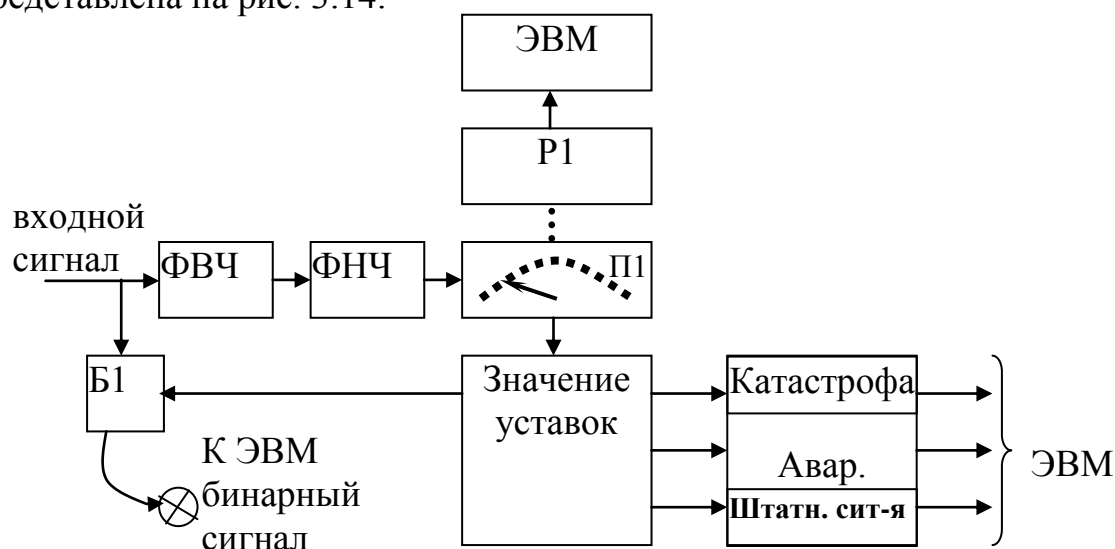 редставлена на рис. 3.14.
ЭВМ
Р1
входной
сигнал
ФВЧ
ФНЧ
П1
Б1
Значение
уставок
Катастрофа
Авар.
Штатн. сит-я
ЭВМ
К ЭВМ
бинарный
сигнал